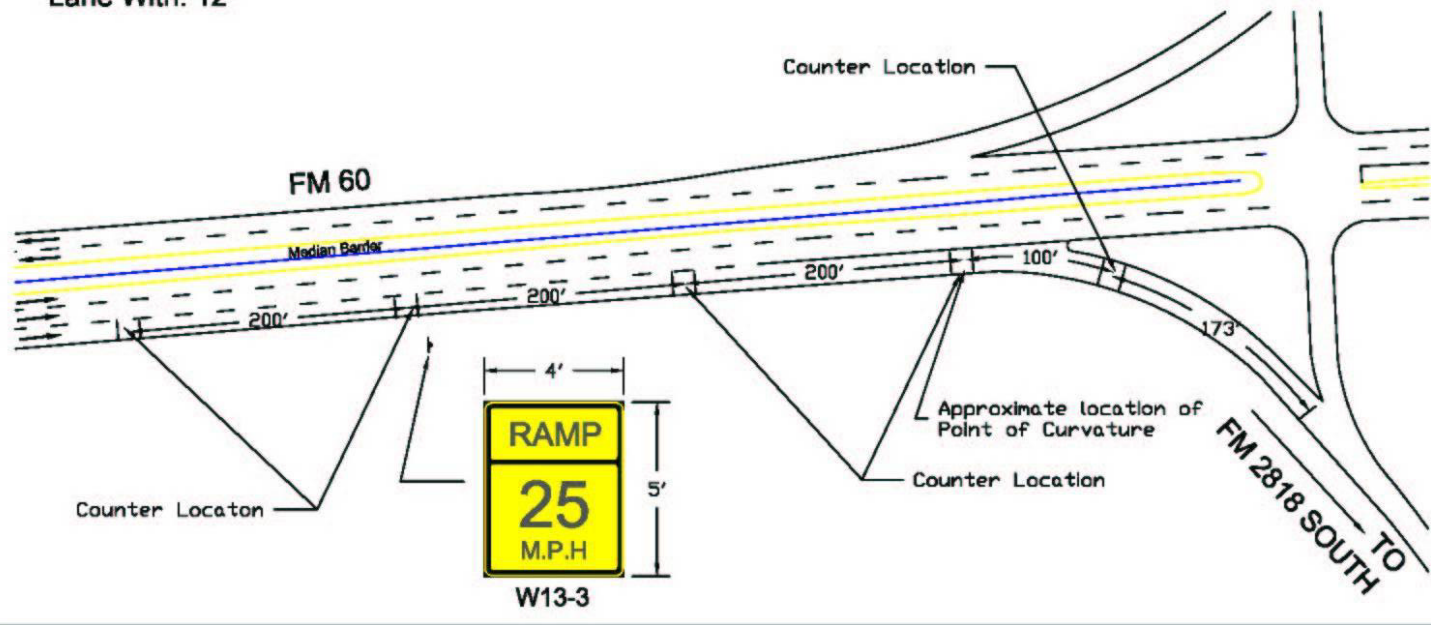 Lane With: 12
Counter Location
FM 60
Median Barrier
200'
200'
200'
100'
173'
4'
RAMP
25
M.P.H
5'
W13-3
Approximate location of
Point of Curvature
Counter Location
Counter Locaton
FM 2818 SOUTH
TO